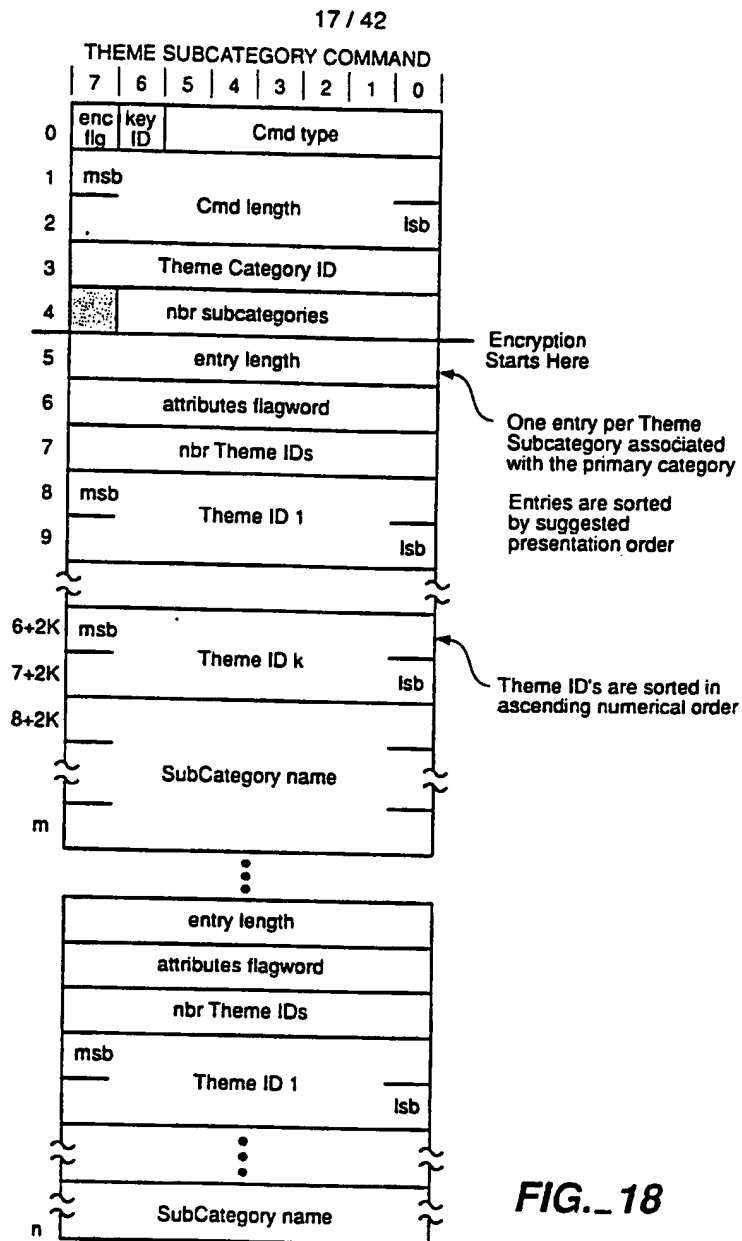 17 / 42
THEME SUBCATEGORY COMMAND
7 6 5 4 3 2 1 0
0 enc flg key ID Cmd type
1 msb
Cmd length
2 lsb
3 Theme Category ID
4 nbr subcategories
Encryption
Starts Here
5 entry length
6 attributes flagword
One entry per Theme
Subcategory associated
with the primary category
7 nbr Theme IDs
8 msb
Theme ID 1
9 lsb
Entries are sorted
by suggested
presentation order
6+2K msb
Theme ID k
7+2K lsb
Theme ID's are sorted in
ascending numerical order
8+2K
SubCategory name
m
entry length
attributes flagword
nbr Theme IDs
msb
Theme ID 1
lsb
SubCategory name
n
FIG._18